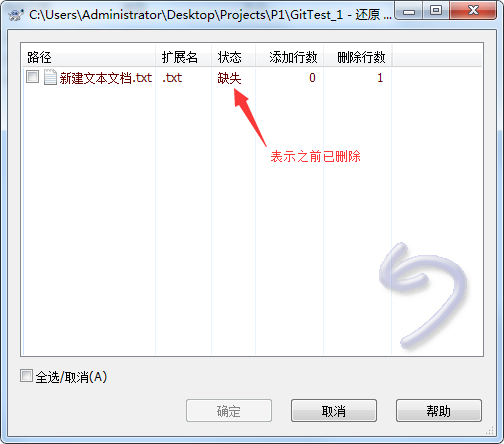 C:\Users\Administrator\Desktop\Projects\P1\GitTest_1 - 还原
路径 扩展名 状态 添加行数 删除行数
新建文本文档.txt .txt 缺失 0 1
表示之前已删除
全选/取消(A)
确定 取消 帮助